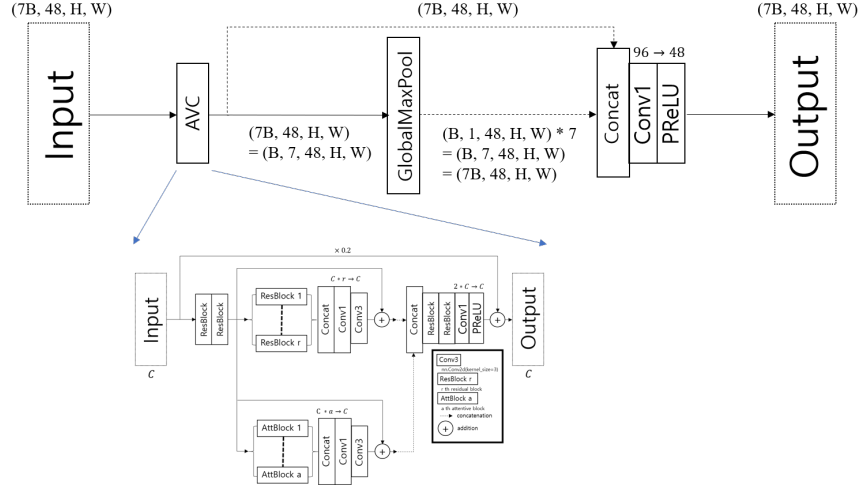 (7B, 48, H, W)
(7B, 48, H, W)
(7B, 48, H, W)
Input
AVC
(7B, 48, H, W)
= (B, 7, 48, H, W)
GlobalMaxPool
(B, 1, 48, H, W) * 7
= (B, 7, 48, H, W)
= (7B, 48, H, W)
96 → 48
Concat
Conv1
PReLU
Output
× 0.2
Input
C
ResBlock
ResBlock
ResBlock 1
ResBlock r
C * r → C
Concat
Conv1
Conv3
+
AttBlock 1
AttBlock a
C * a → C
Concat
Conv1
Conv3
+
2 * C → C
Concat
ResBlock
ResBlock
Conv1
PReLU
+
Output
C
Conv3
nn.Conv2d(kernel_size=3)
ResBlock r
r th residual block
AttBlock a
a th attentive block
concatenation
+ addition